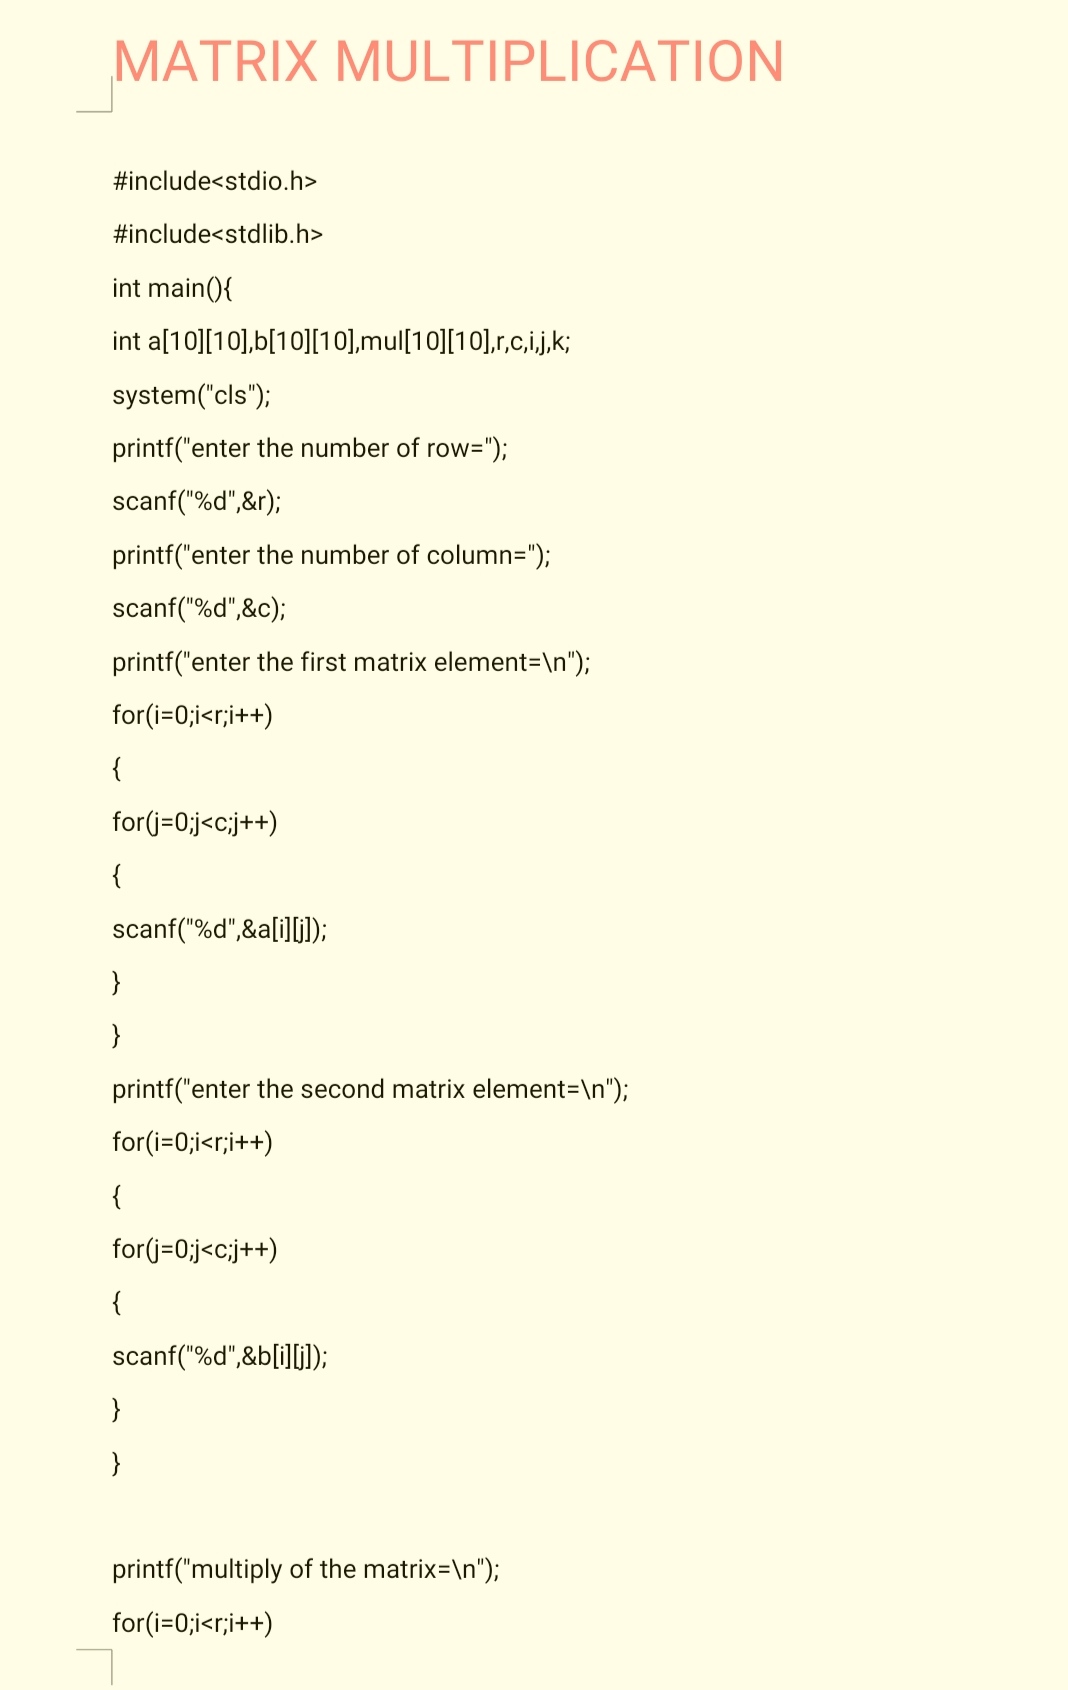 MATRIX MULTIPLICATION
#include<stdio.h>
#include<stdlib.h>
int main(){
int a[10][10],b[10][10],mul[10][10],r,c,i,j,k;
system("cls");
printf("enter the number of row=");
scanf("%d",&r);
printf("enter the number of column=");
scanf("%d",&c);
printf("enter the first matrix element=\n");
for(i=0;i<r;i++)
{
for(j=0;j<c;j++)
{
scanf("%d",&a[i][j]);
}
}
printf("enter the second matrix element=\n");
for(i=0;i<r;i++)
{
for(j=0;j<c;j++)
{
scanf("%d",&b[i][j]);
}
}
printf("multiply of the matrix=\n");
for(i=0;i<r;i++)